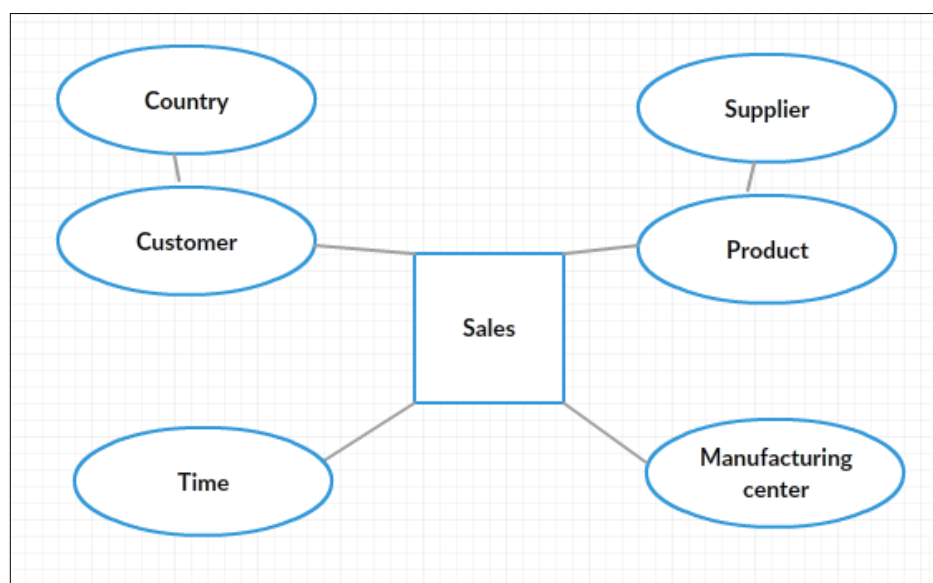 Country
Supplier
Customer
Product
Sales
Time
Manufacturing
center